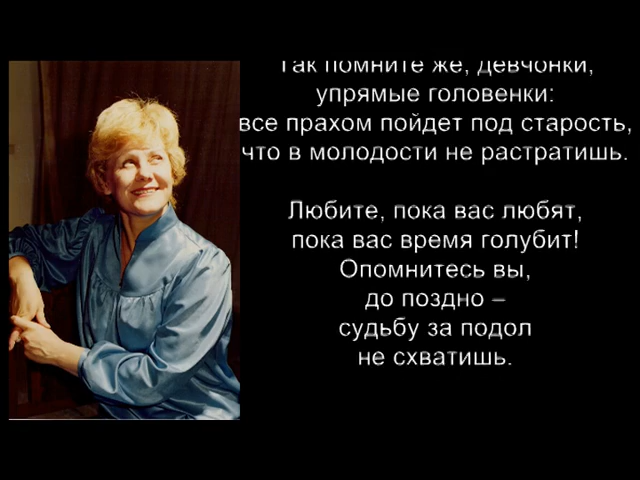 Так помните же, девчонки,
упрямые головенки:
все прахом пойдет под старость,
что в молодости не растратишь.
Любите, пока вас любят,
пока вас время голубит!
Опомнитесь вы,
до поздно –
судьбу за подол
не схватишь.